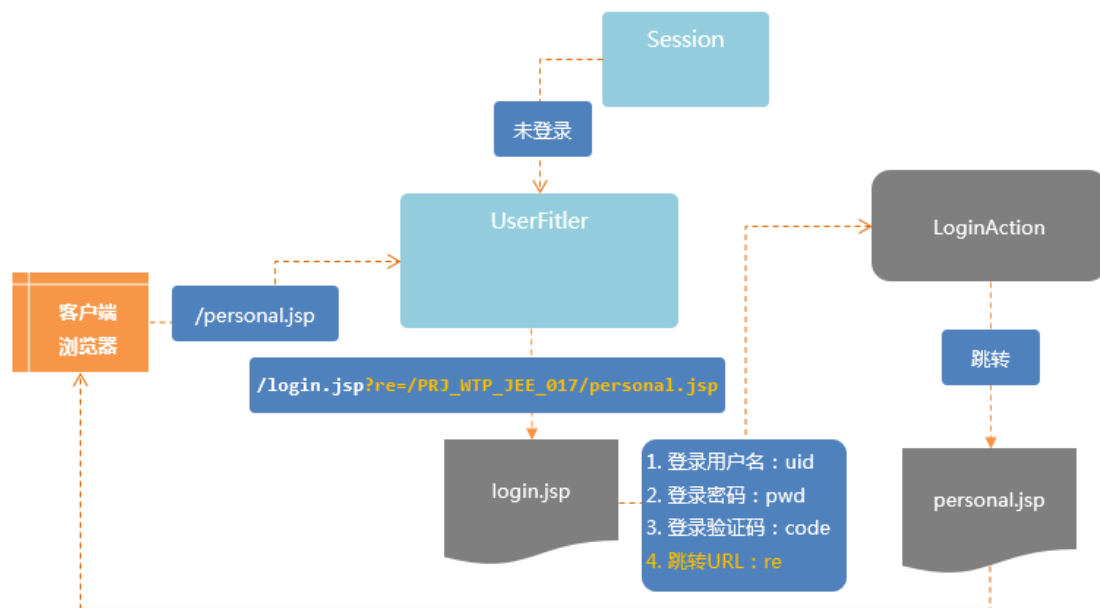 Session
未登录
UserFitler
LoginAction
客户端
浏览器
/personal.jsp
跳转
/login.jsp?re=/PRJ_WTP_JEE_017/personal.jsp
login.jsp
1. 登录用户名：uid
2. 登录密码：pwd
3. 登录验证码：code
4. 跳转URL：re
personal.jsp